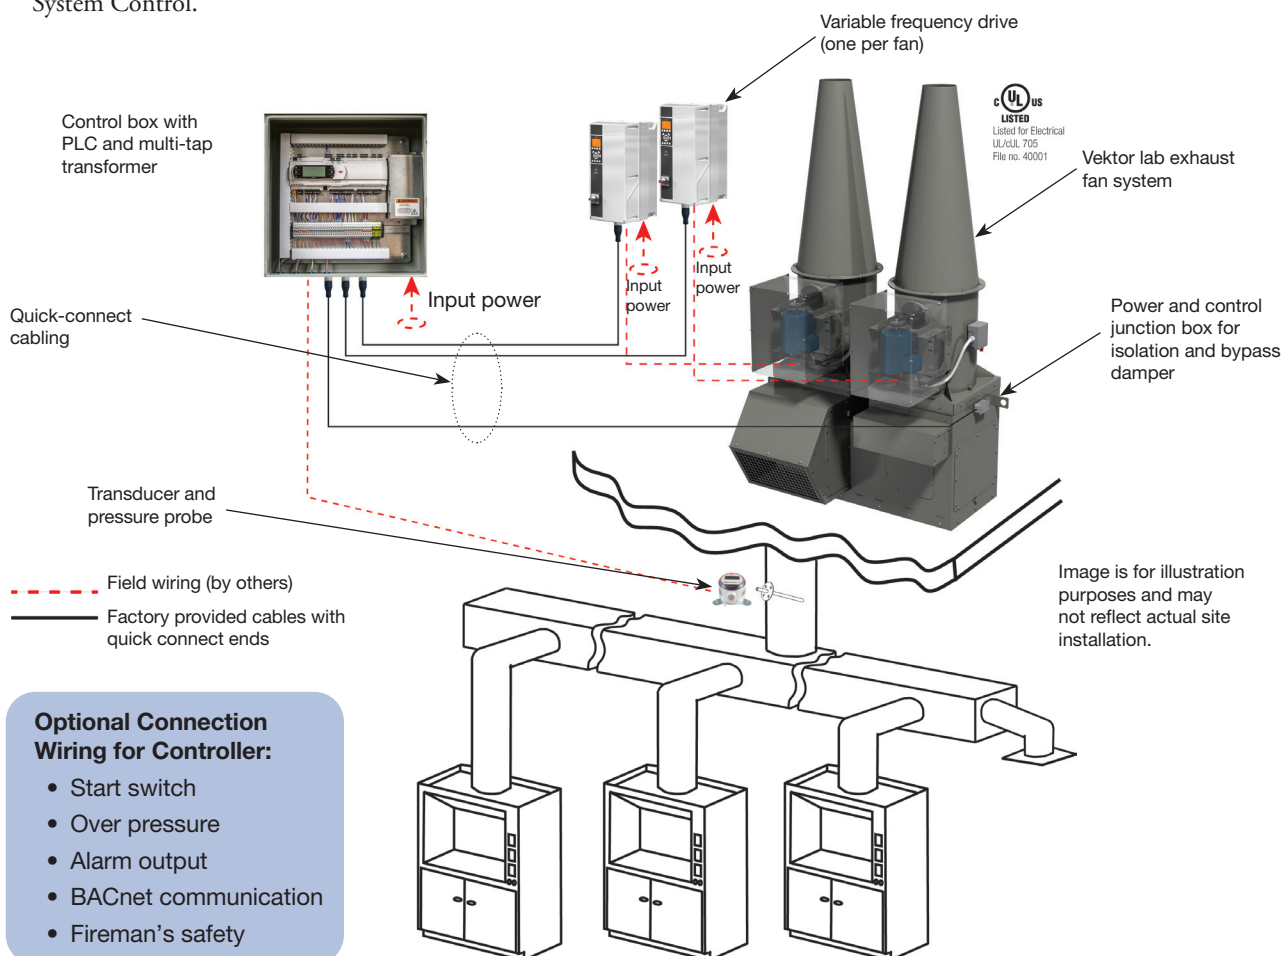 System Control.
Variable frequency drive
(one per fan)
Control box with
PLC and multi-tap
transformer
C UL US
LISTED
Listed for Electrical
UL/cUL 705
File no. 40001
Vektor lab exhaust
fan system
Input power
Input
power
Input
power
Quick-connect
cabling
Power and control
junction box for
isolation and bypass
damper
Transducer and
pressure probe
Field wiring (by others)
Factory provided cables with
quick connect ends
Image is for illustration
purposes and may
not reflect actual site
installation.
Optional Connection
Wiring for Controller:
• Start switch
• Over pressure
• Alarm output
• BACnet communication
• Fireman's safety